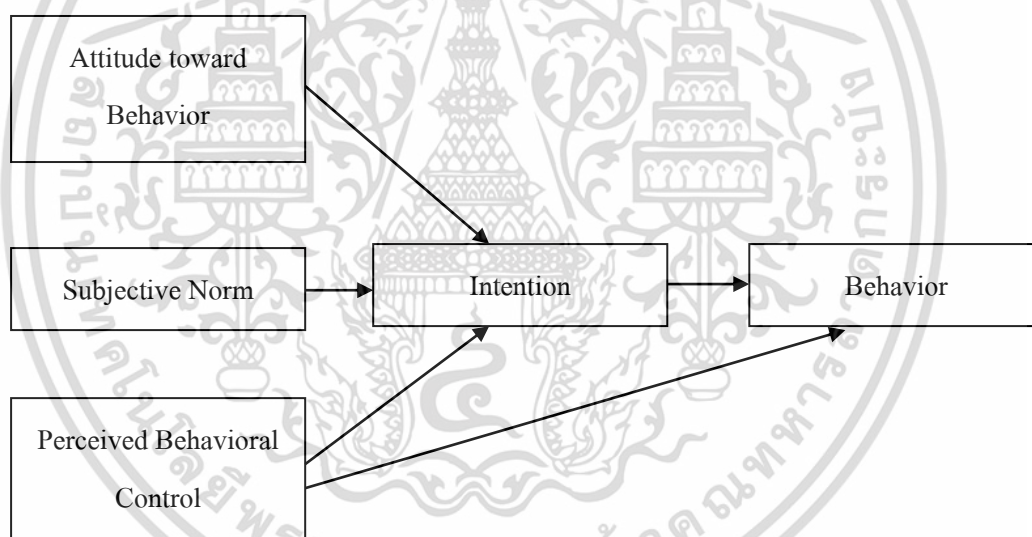 Attitude toward
Behavior
Subjective Norm
Intention
Behavior
Perceived Behavioral
Control